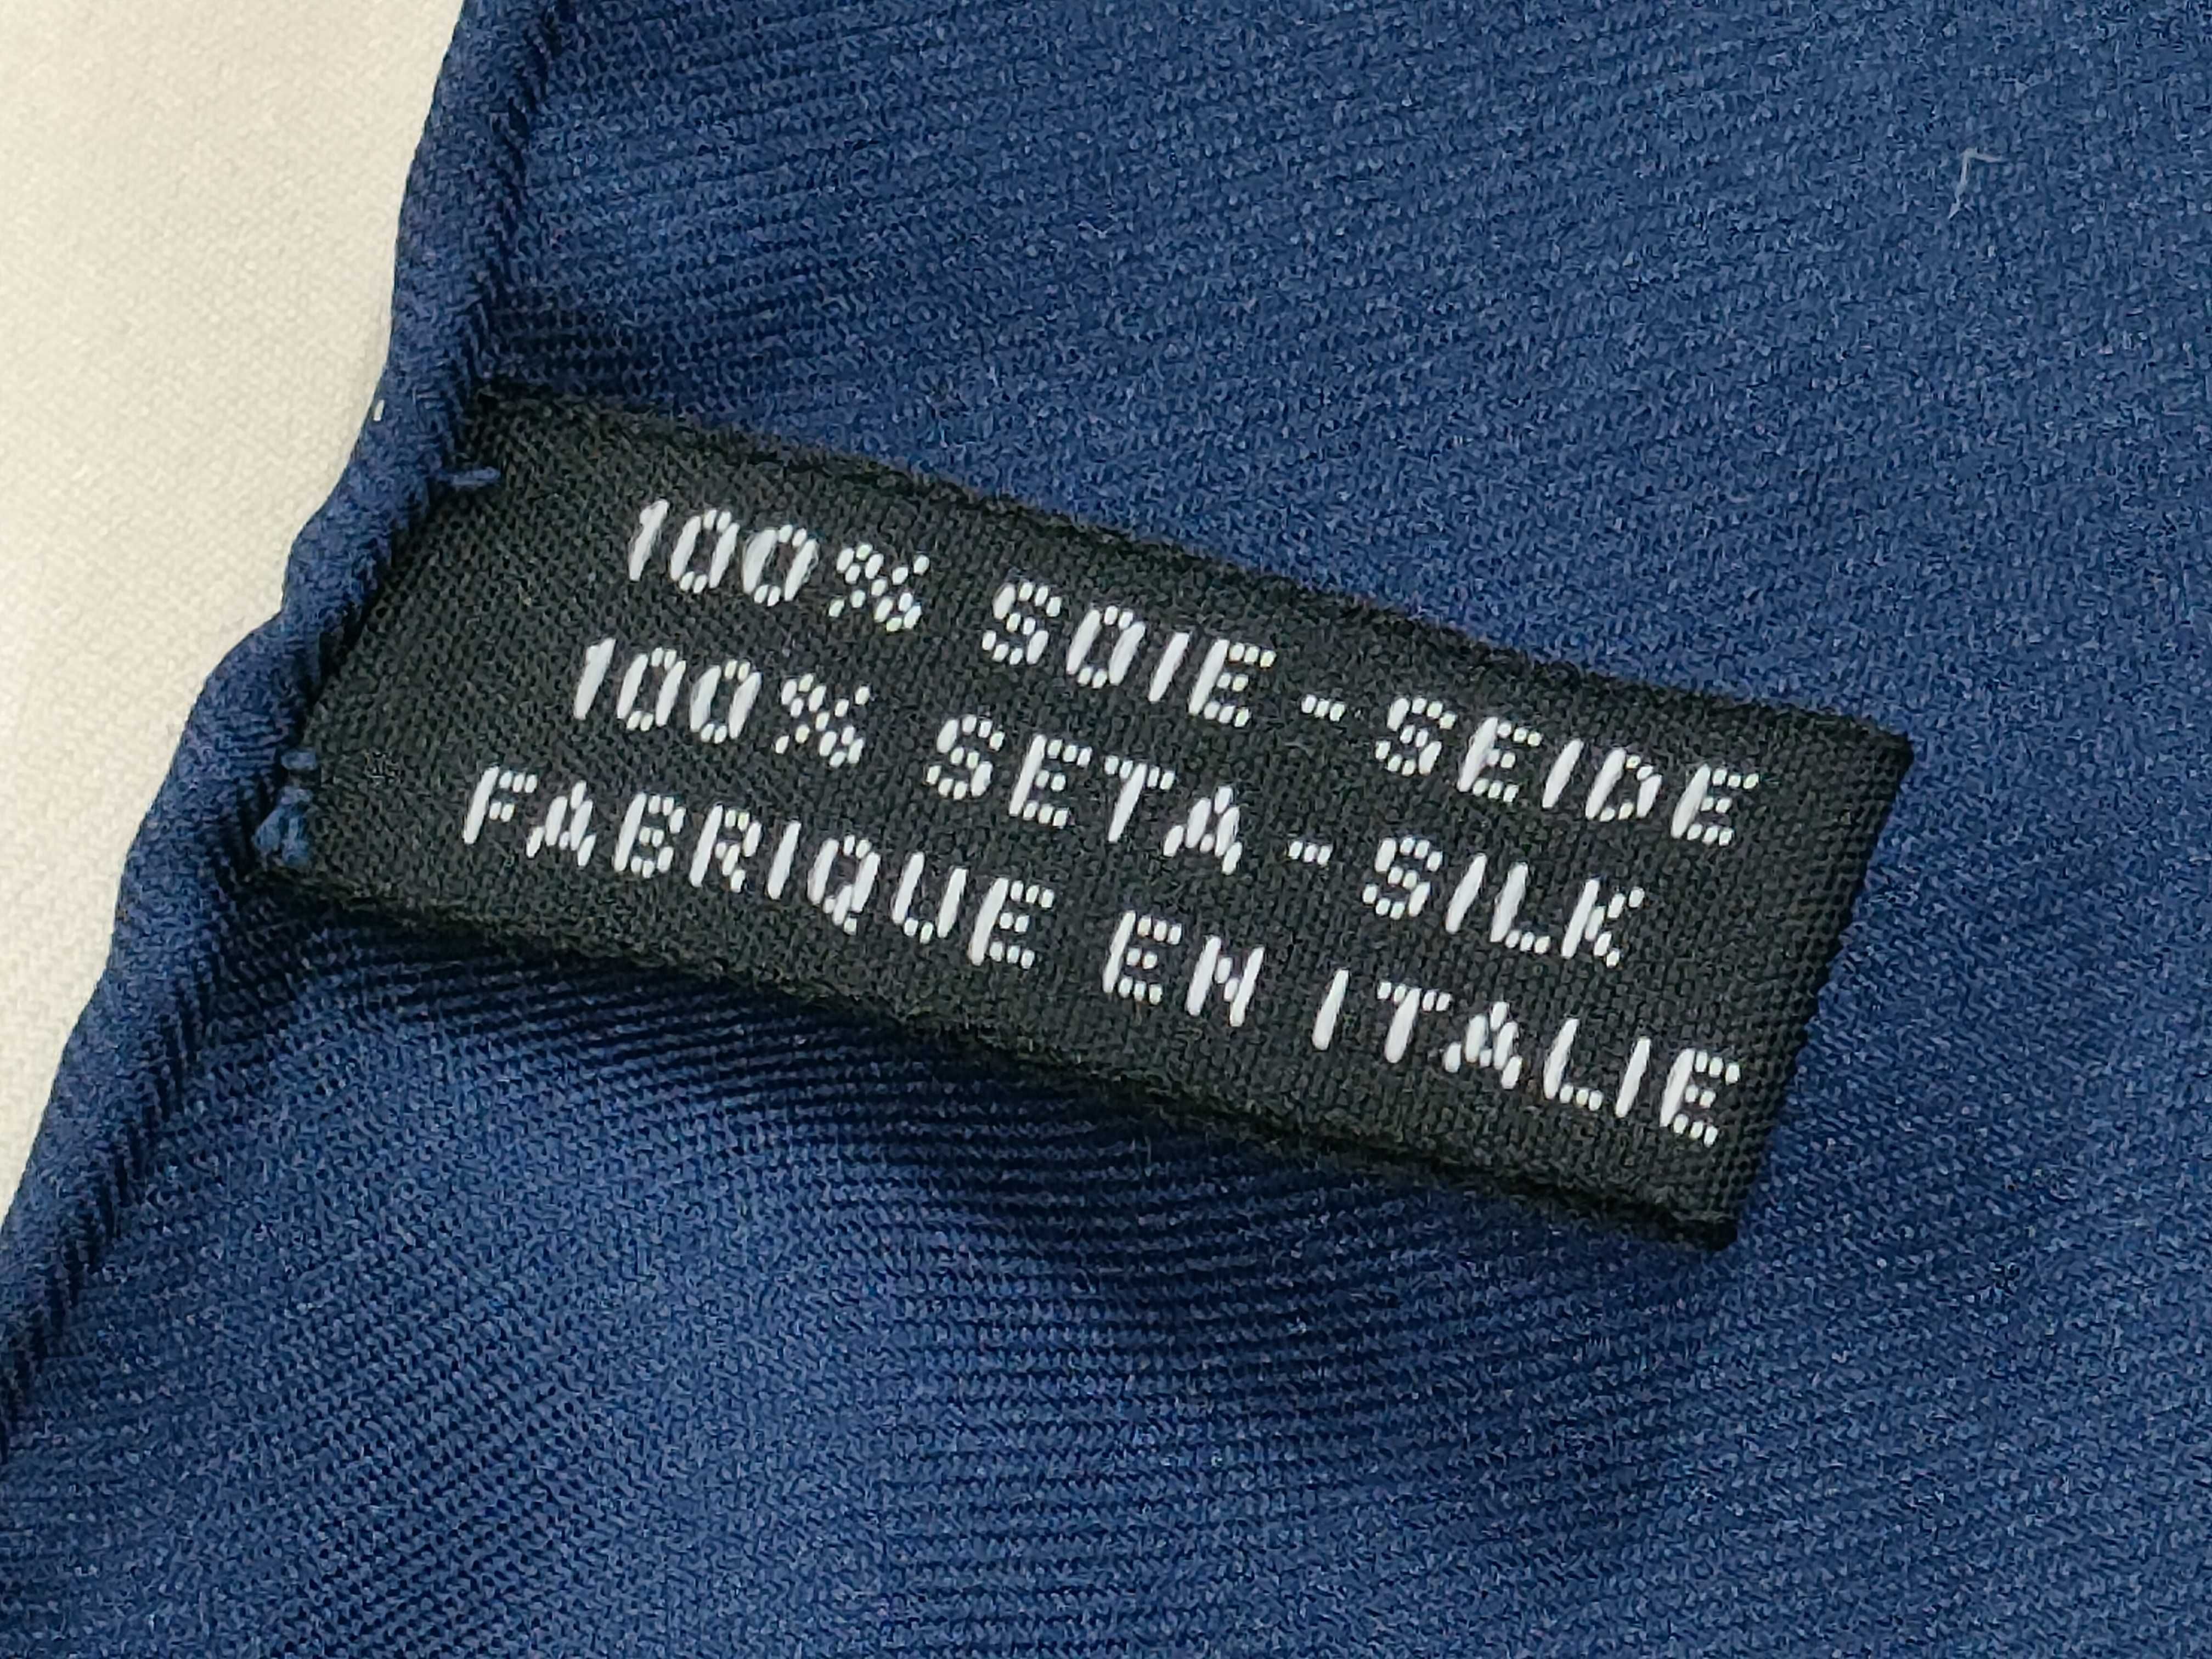 100% SOIE-SEIDE
100% SETA-SILK
FABRIQUE EN ITALIE